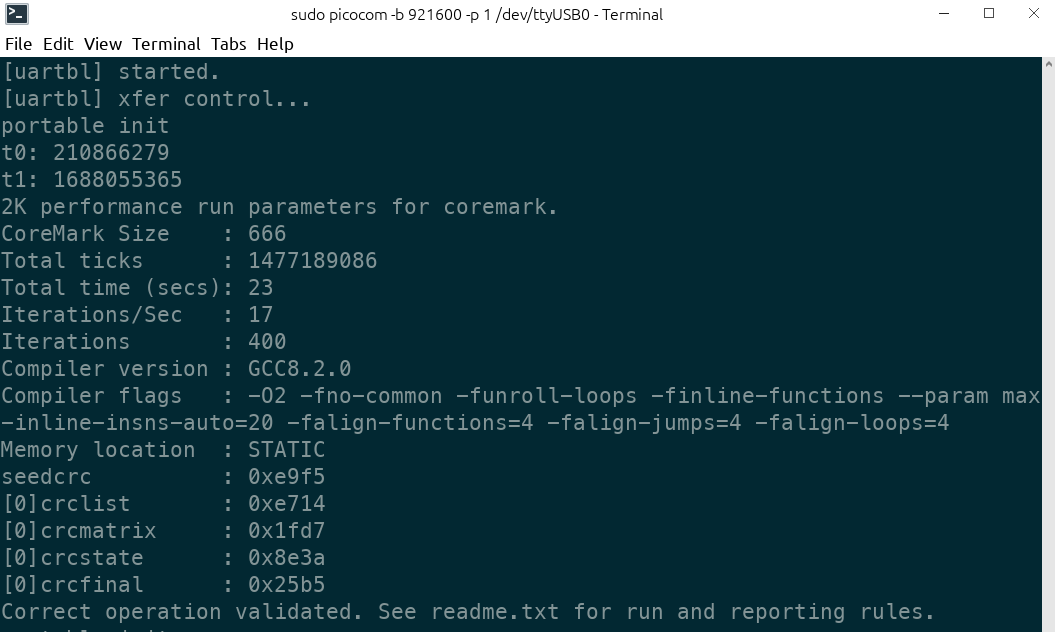 sudo picocom -b 921600 -p 1 /dev/ttyUSB0 - Terminal
File Edit View Terminal Tabs Help
[uartbl] started.
[uartbl] xfer control...
portable init
t0: 210866279
t1: 1688055365
2K performance run parameters for coremark.
CoreMark Size    : 666
Total ticks      : 1477189086
Total time (secs): 23
Iterations/Sec   : 17
Iterations       : 400
Compiler version : GCC8.2.0
Compiler flags   : -O2 -fno-common -funroll-loops -finline-functions --param max
-inline-insns-auto=20 -falign-functions=4 -falign-jumps=4 -falign-loops=4
Memory location  : STATIC
seedcrc          : 0xe9f5
[0]crclist       : 0xe714
[0]crcmatrix     : 0x1fd7
[0]crcstate      : 0x8e3a
[0]crcfinal      : 0x25b5
Correct operation validated. See readme.txt for run and reporting rules.